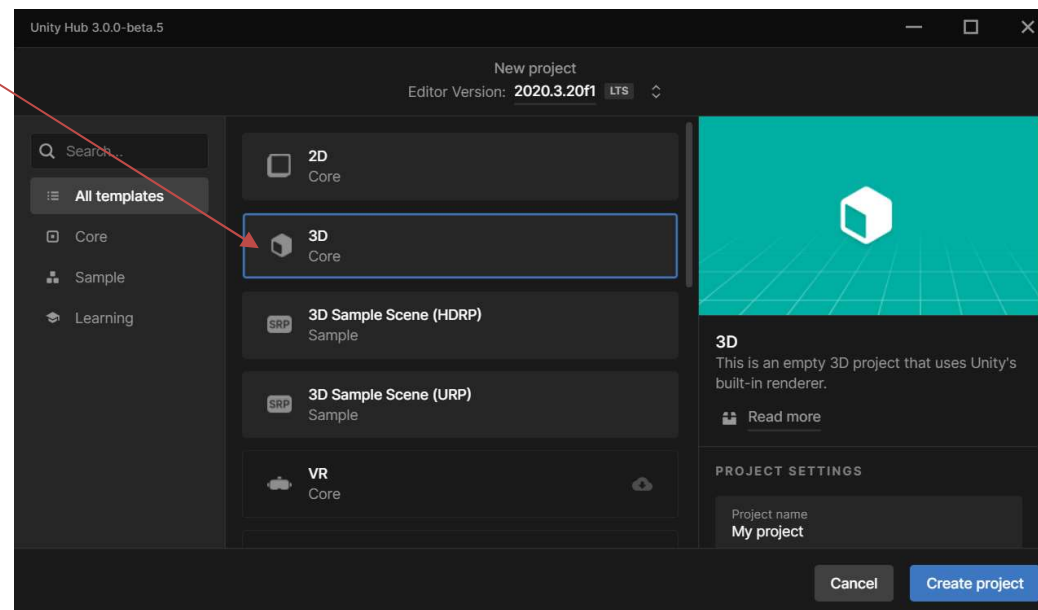 Unity Hub 3.0.0-beta.5
New project
Editor Version: 2020.3.20f1 LTS
Search...
All templates
Core
Sample
Learning
2D
Core
3D
Core
SRP
3D Sample Scene (HDRP)
Sample
SRP
3D Sample Scene (URP)
Sample
VR
Core
3D
This is an empty 3D project that uses Unity's
built-in renderer.
Read more
PROJECT SETTINGS
Project name
My project
Cancel
Create project